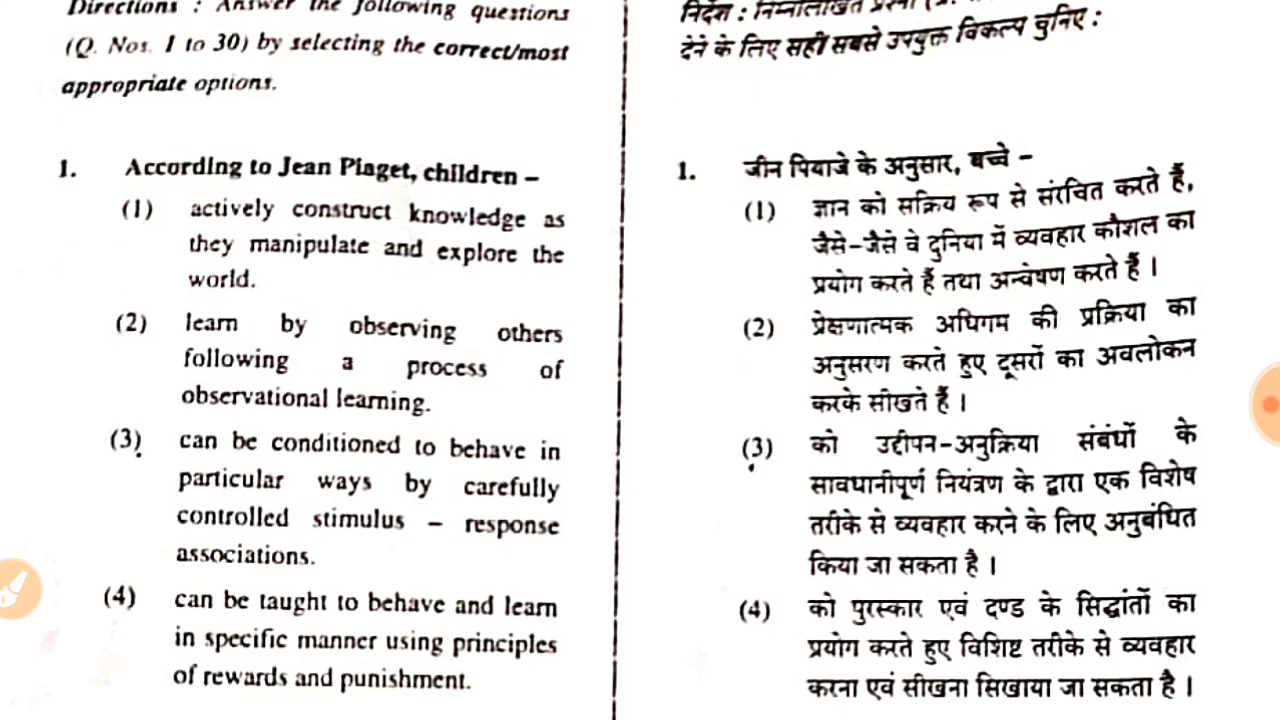 Directions : Answer the following questions
(Q. Nos. 1 to 30) by selecting the correct/most
appropriate options.
1. According to Jean Piaget, children –
(1) actively construct knowledge as
they manipulate and explore the
world.
(2) learn by observing others
following a process of
observational learning.
(3) can be conditioned to behave in
particular ways by carefully
controlled stimulus – response
associations.
(4) can be taught to behave and learn
in specific manner using principles
of rewards and punishment.
निर्देश : निम्नलिखित
देने के लिए सही सबसे उपयुक्त विकल्प चुनिए :
1. जीन पियाजे के अनुसार, बच्चे –
(1) ज्ञान को सक्रिय रूप से संरचित करते हैं,
जैसे-जैसे वे दुनिया में व्यवहार कौशल का
प्रयोग करते हैं तथा अन्वेषण करते हैं ।
(2) प्रेक्षणात्मक अधिगम की प्रक्रिया का
अनुसरण करते हुए दूसरों का अवलोकन
करके सीखते हैं ।
(3) को उद्दीपन-अनुक्रिया संबंधों के
सावधानीपूर्ण नियंत्रण के द्वारा एक विशेष
तरीके से व्यवहार करने के लिए अनुबंधित
किया जा सकता है ।
(4) को पुरस्कार एवं दण्ड के सिद्धांतों का
प्रयोग करते हुए विशिष्ट तरीके से व्यवहार
करना एवं सीखना सिखाया जा सकता है ।